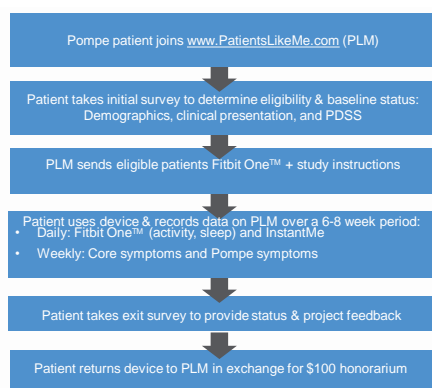 Pompe patient joins www.PatientsLikeMe.com (PLM)
Patient takes initial survey to determine eligibility & baseline status:
Demographics, clinical presentation, and PDSS
PLM sends eligible patients Fitbit One™ + study instructions
Patient uses device & records data on PLM over a 6-8 week period:
• Daily: Fitbit One™ (activity, sleep) and InstantMe
• Weekly: Core symptoms and Pompe symptoms
Patient takes exit survey to provide status & project feedback
Patient returns device to PLM in exchange for $100 honorarium